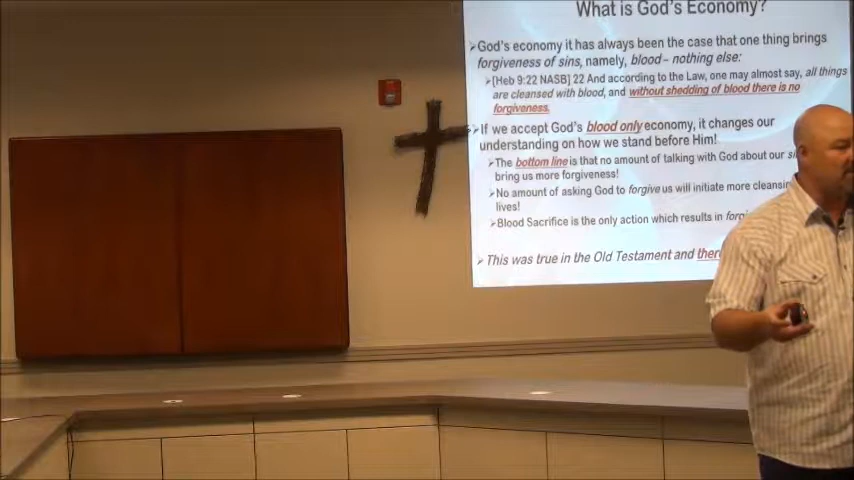 What is God's Economy?
➢God's economy it has always been the case that one thing brings
forgiveness of sins, namely, blood – nothing else:
➢[Heb 9:22 NASB] 22 And according to the Law, one may almost say, all things
are cleansed with blood, and without shedding of blood there is no
forgiveness.
➢If we accept God's blood only economy, it changes our
understanding on how we stand before Him!
➢The bottom line is that no amount of talking with God about our
bring us more forgiveness!
➢No amount of asking God to forgive us will initiate more
lives!
➢Blood Sacrifice is the only action which results in
➢This was true in the Old Testament and